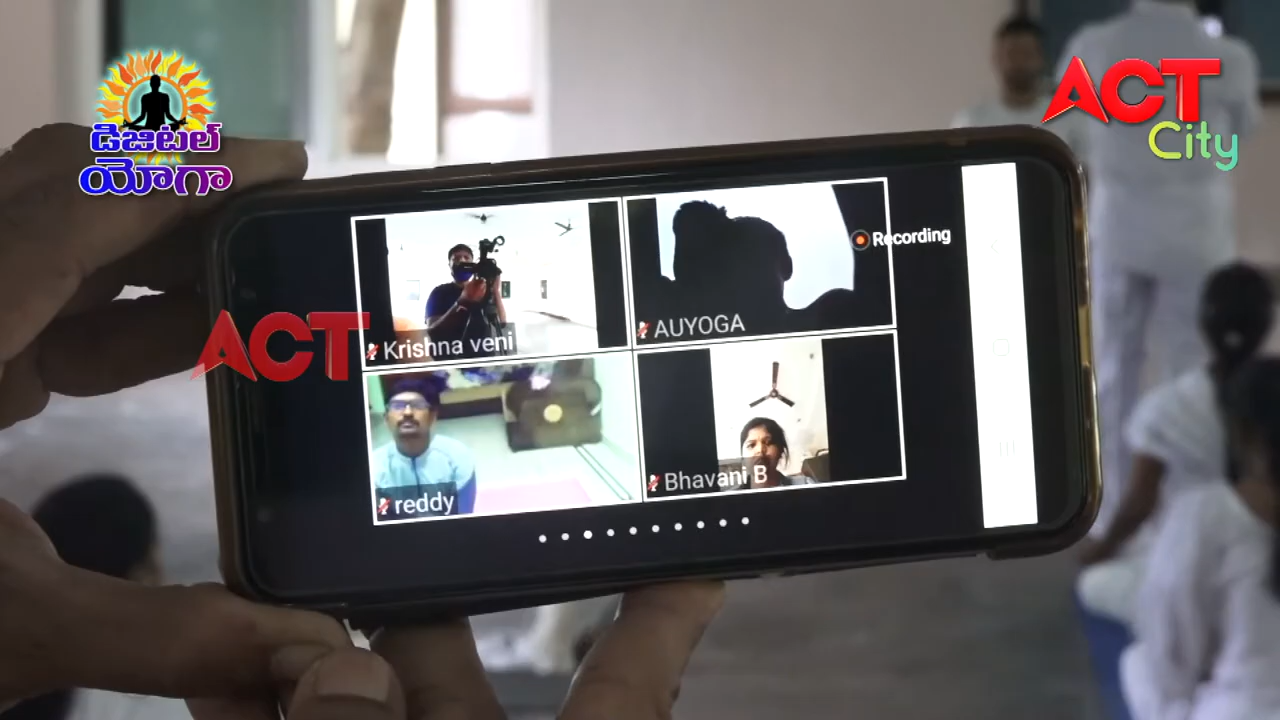 డిజిటల్
యోగా
ACT
City
Recording
Krishna veni
AUYOGA
ACT
reddy
Bhavani B